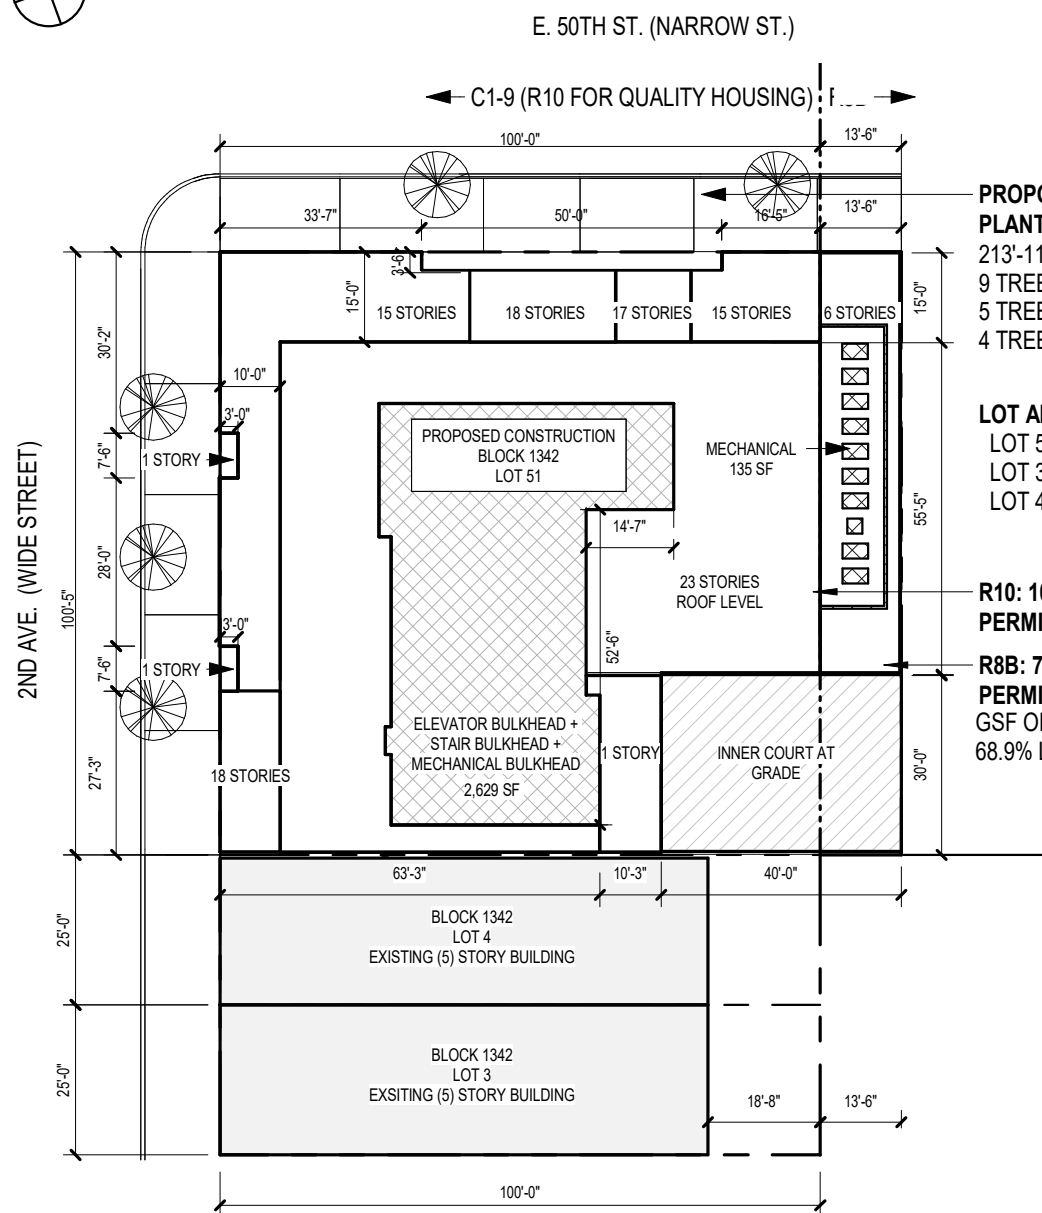 E. 50TH ST. (NARROW ST.)
C1-9 (R10 FOR QUALITY HOUSING)
100'-0"
13'-6"
33'-7"
50'-0"
16'-5"
13'-6"
PROPO
PLANT
213'-11
9 TREE
5 TREE
4 TREE
3'-6"
15'-0"
15 STORIES
18 STORIES
17 STORIES
15 STORIES
6 STORIES
15'-0"
30'-2"
10'-0"
3'-0"
7'-6"
1 STORY
PROPOSED CONSTRUCTION
BLOCK 1342
LOT 51
MECHANICAL
135 SF
LOT A
LOT 5
LOT 3
LOT 4
2ND AVE. (WIDE STREET)
100'-5"
28'-0"
14'-7"
55'-5"
23 STORIES
ROOF LEVEL
R10: 10
PERMI
3'-0"
7'-6"
1 STORY
52'-6"
R8B: 7
PERMI
GSF O
68.9% L
27'-3"
18 STORIES
ELEVATOR BULKHEAD +
STAIR BULKHEAD +
MECHANICAL BULKHEAD
2,629 SF
1 STORY
INNER COURT AT
GRADE
30'-0"
63'-3"
10'-3"
40'-0"
25'-0"
BLOCK 1342
LOT 4
EXISTING (5) STORY BUILDING
25'-0"
BLOCK 1342
LOT 3
EXSITING (5) STORY BUILDING
18'-8"
13'-6"
100'-0"